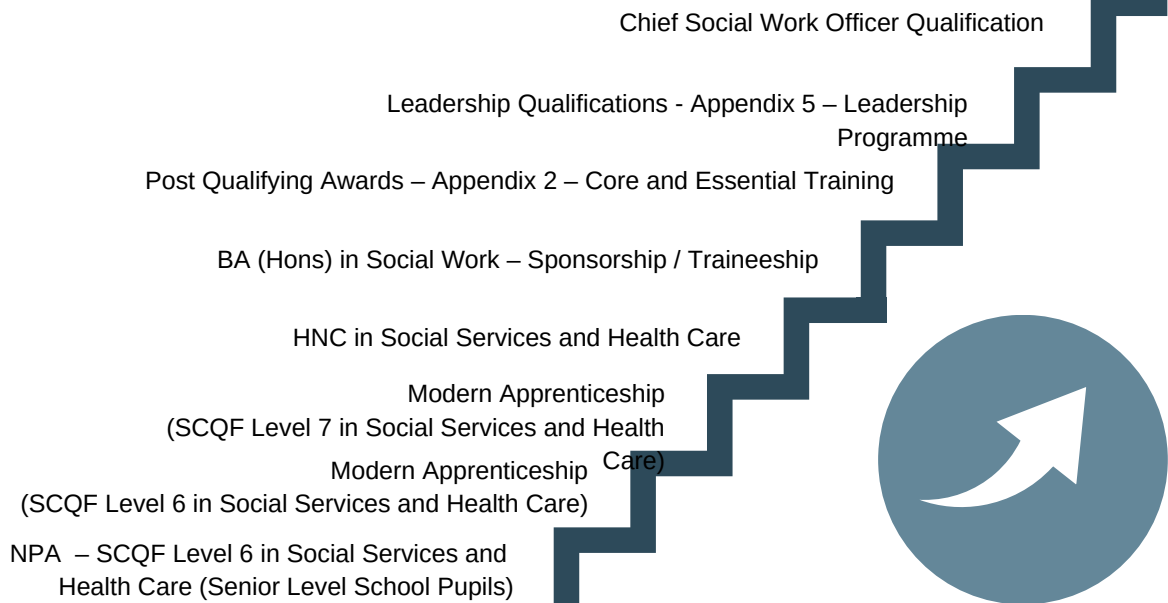 Chief Social Work Officer Qualification
Leadership Qualifications - Appendix 5 – Leadership
Programme
Post Qualifying Awards – Appendix 2 – Core and Essential Training
BA (Hons) in Social Work – Sponsorship / Traineeship
HNC in Social Services and Health Care
Modern Apprenticeship
(SCQF Level 7 in Social Services and Health
Care)
Modern Apprenticeship
(SCQF Level 6 in Social Services and Health Care)
NPA – SCQF Level 6 in Social Services and
Health Care (Senior Level School Pupils)